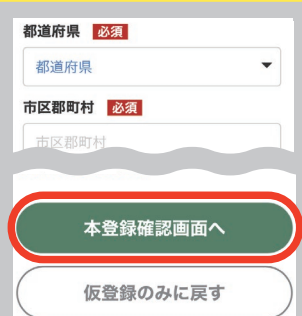 都道府県 必須
都道府県
市区郡町村 必須
市区郡町村
本登録確認画面へ
仮登録のみに戻す